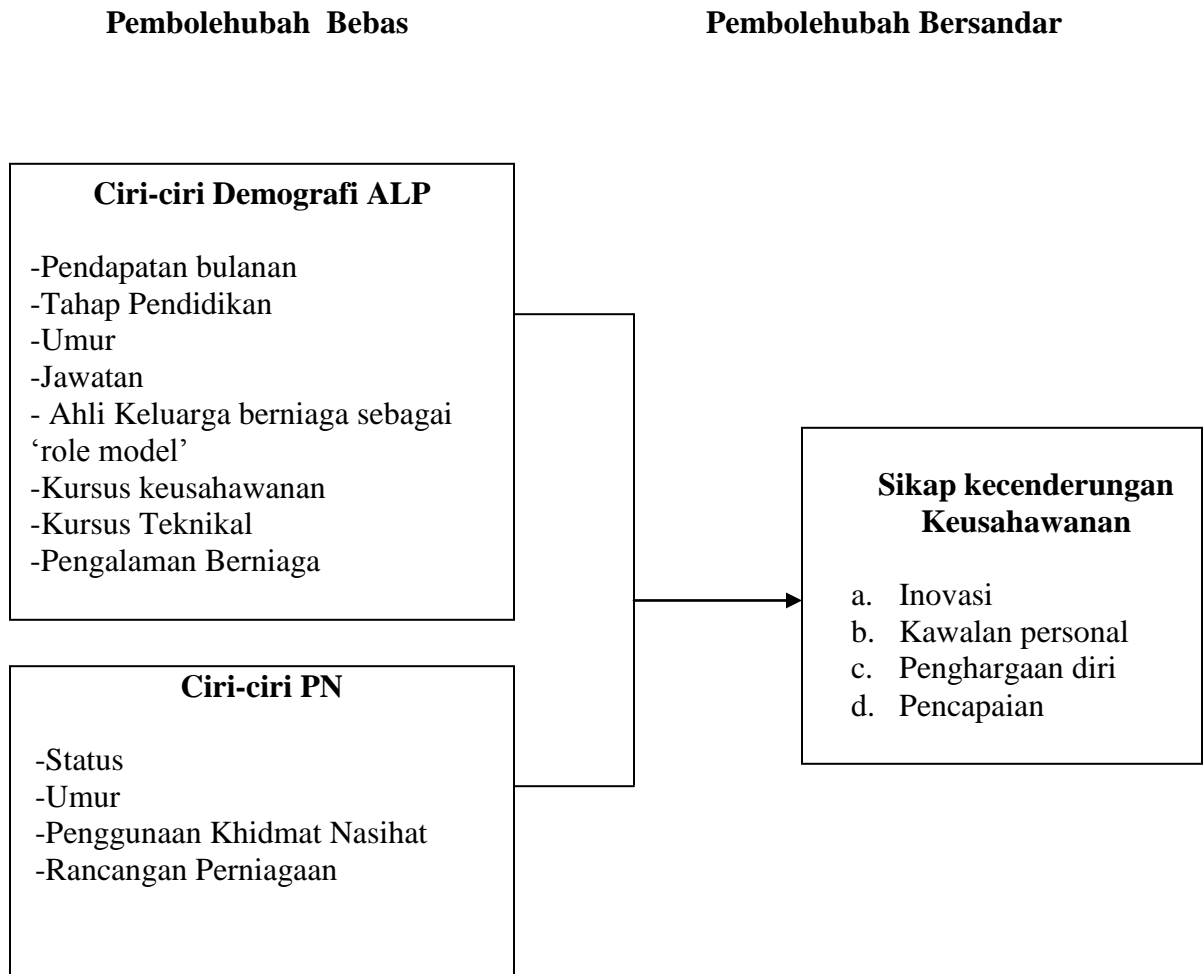 Pembolehubah Bebas
Pembolehubah Bersandar
Ciri-ciri Demografi ALP
-Pendapatan bulanan
-Tahap Pendidikan
-Umur
-Jawatan
- Ahli Keluarga berniaga sebagai
‘role model’
-Kursus keusahawanan
-Kursus Teknikal
-Pengalaman Berniaga
Ciri-ciri PN
-Status
-Umur
-Penggunaan Khidmat Nasihat
-Rancangan Perniagaan
Sikap kecenderungan
Keusahawanan
a. Inovasi
b. Kawalan personal
c. Penghargaan diri
d. Pencapaian